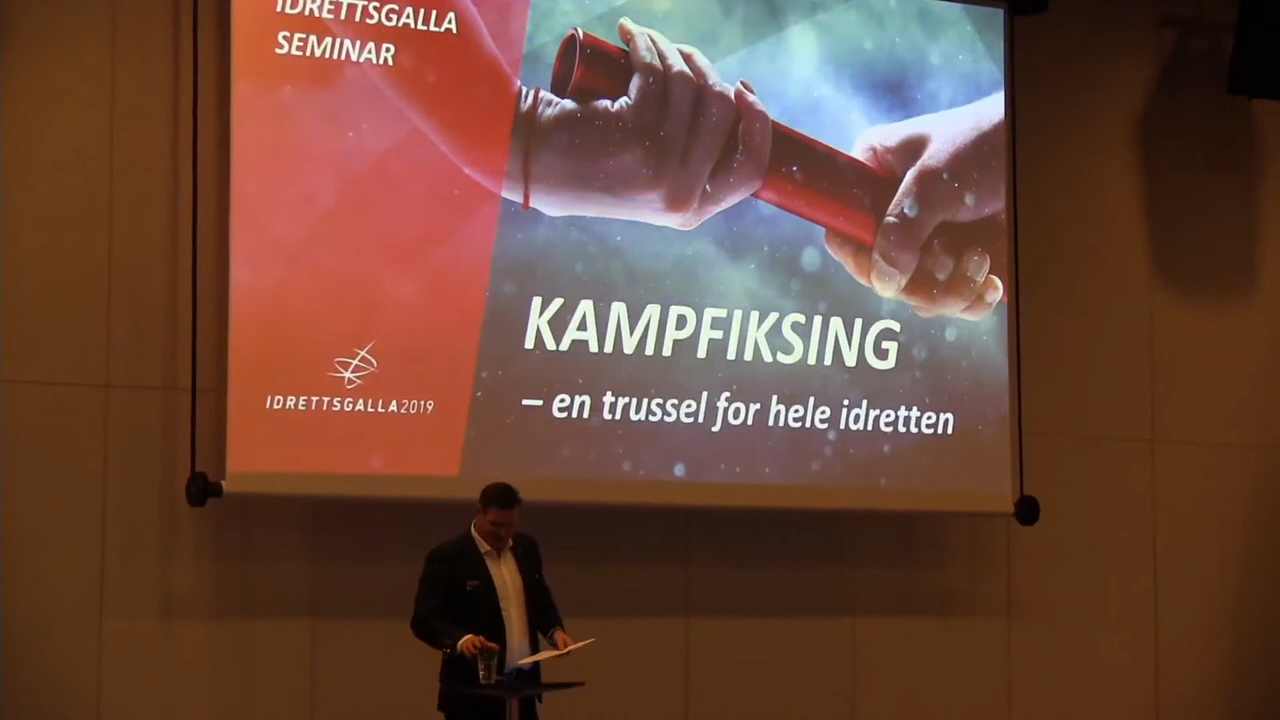 IDRETTSGALLA
SEMINAR
KAMPFIKSING
– en trussel for hele idretten
IDRETTSGALLA2019